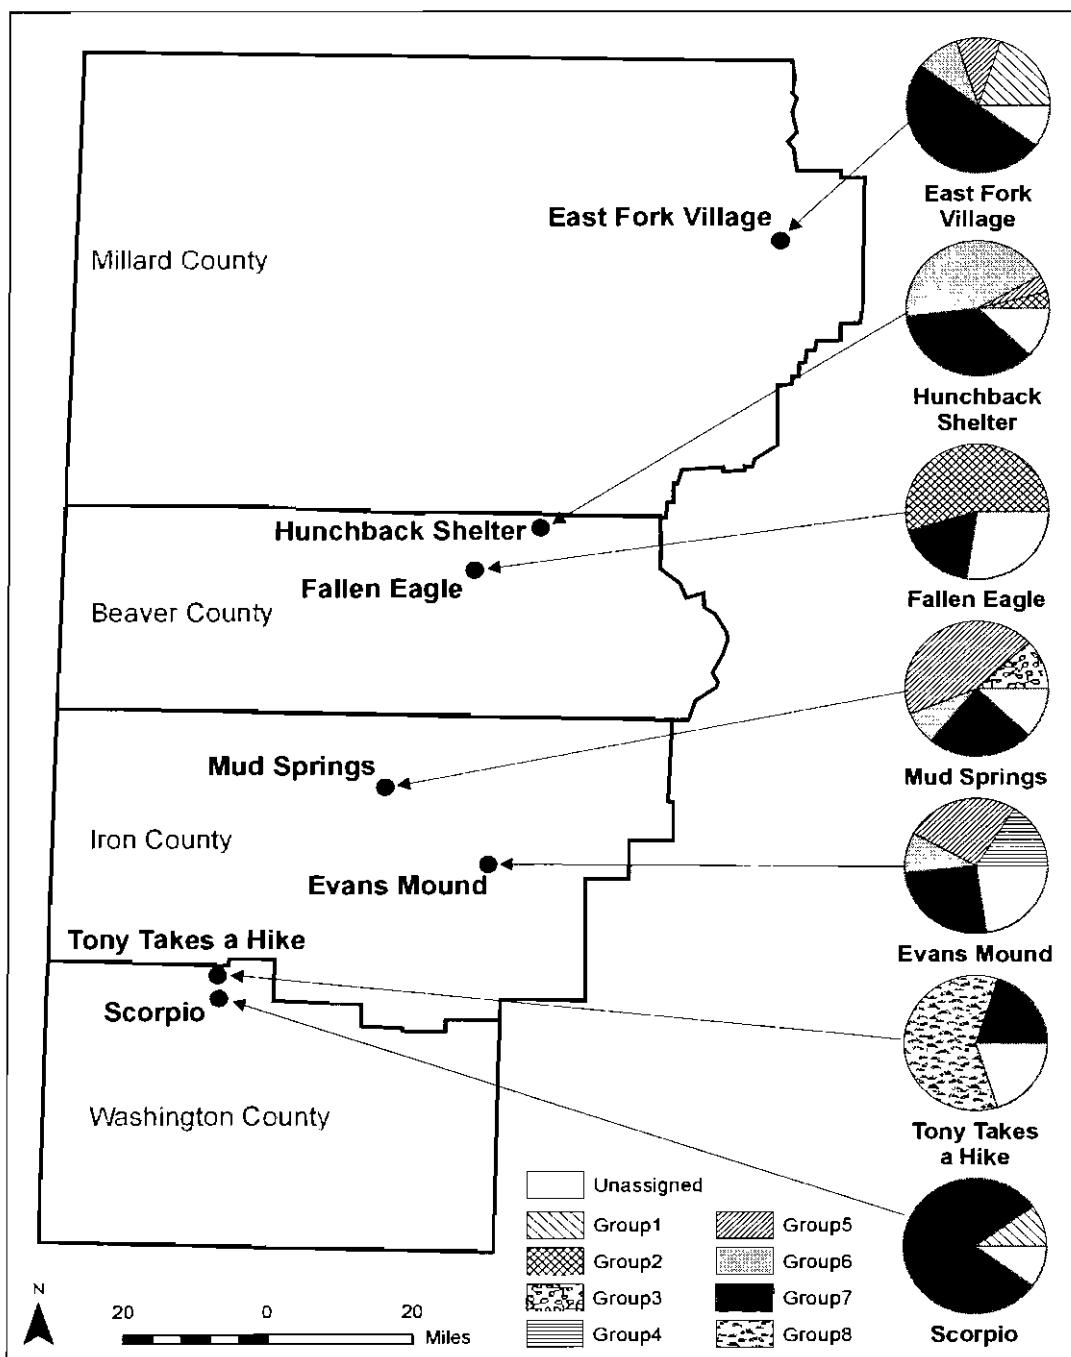 East Fork
Village
East Fork Village
Millard County
Hunchback
Shelter
Hunchback Shelter
Fallen Eagle
Beaver County
Fallen Eagle
Mud Springs
Mud Springs
Iron County
Evans Mound
Evans Mound
Tony Takes a Hike
Scorpio
Washington County
Tony Takes
a Hike
Unassigned
Group1
Group2
Group3
Group4
Group5
Group6
Group7
Group8
Scorpio
N
20 0 20
Miles